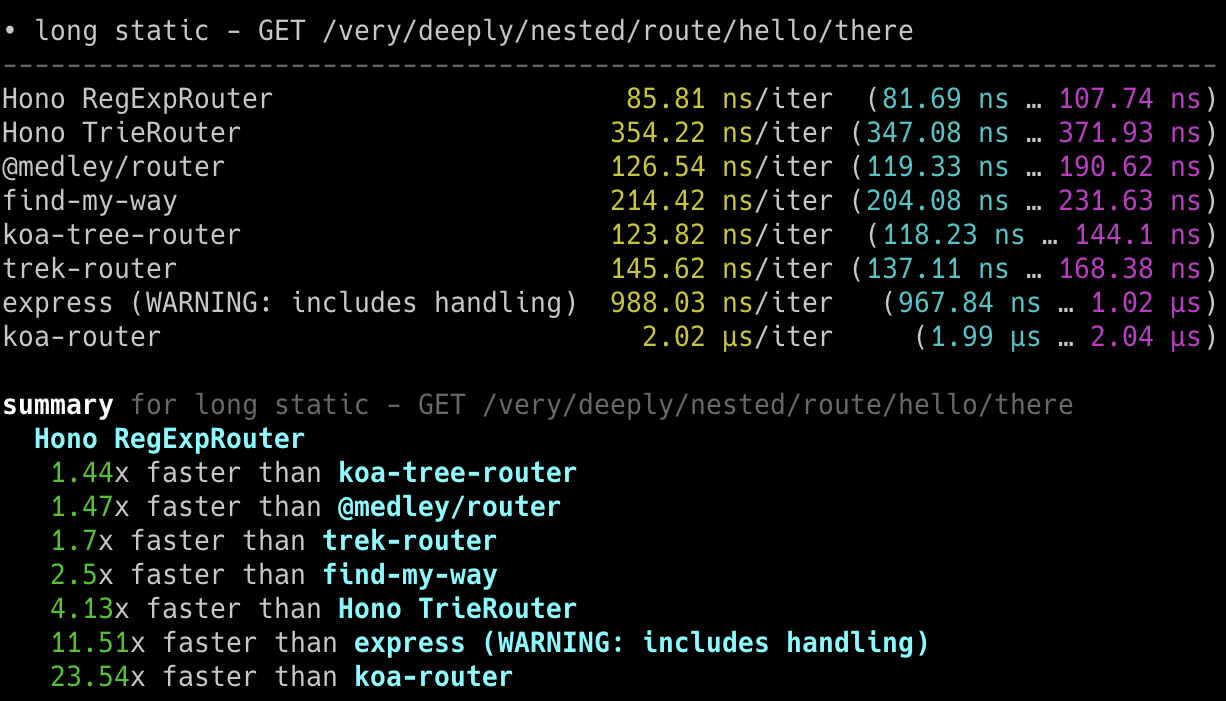 • long static - GET /very/deeply/nested/route/hello/there
----------------------------------------------------------------------------
Hono RegExpRouter 85.81 ns/iter (81.69 ns … 107.74 ns)
Hono TrieRouter 354.22 ns/iter (347.08 ns … 371.93 ns)
@medley/router 126.54 ns/iter (119.33 ns … 190.62 ns)
find-my-way 214.42 ns/iter (204.08 ns … 231.63 ns)
koa-tree-router 123.82 ns/iter (118.23 ns … 144.1 ns)
trek-router 145.62 ns/iter (137.11 ns … 168.38 ns)
express (WARNING: includes handling) 988.03 ns/iter (967.84 ns … 1.02 µs)
koa-router 2.02 µs/iter (1.99 µs … 2.04 µs)
summary for long static - GET /very/deeply/nested/route/hello/there
Hono RegExpRouter
1.44x faster than koa-tree-router
1.47x faster than @medley/router
1.7x faster than trek-router
2.5x faster than find-my-way
4.13x faster than Hono TrieRouter
11.51x faster than express (WARNING: includes handling)
23.54x faster than koa-router